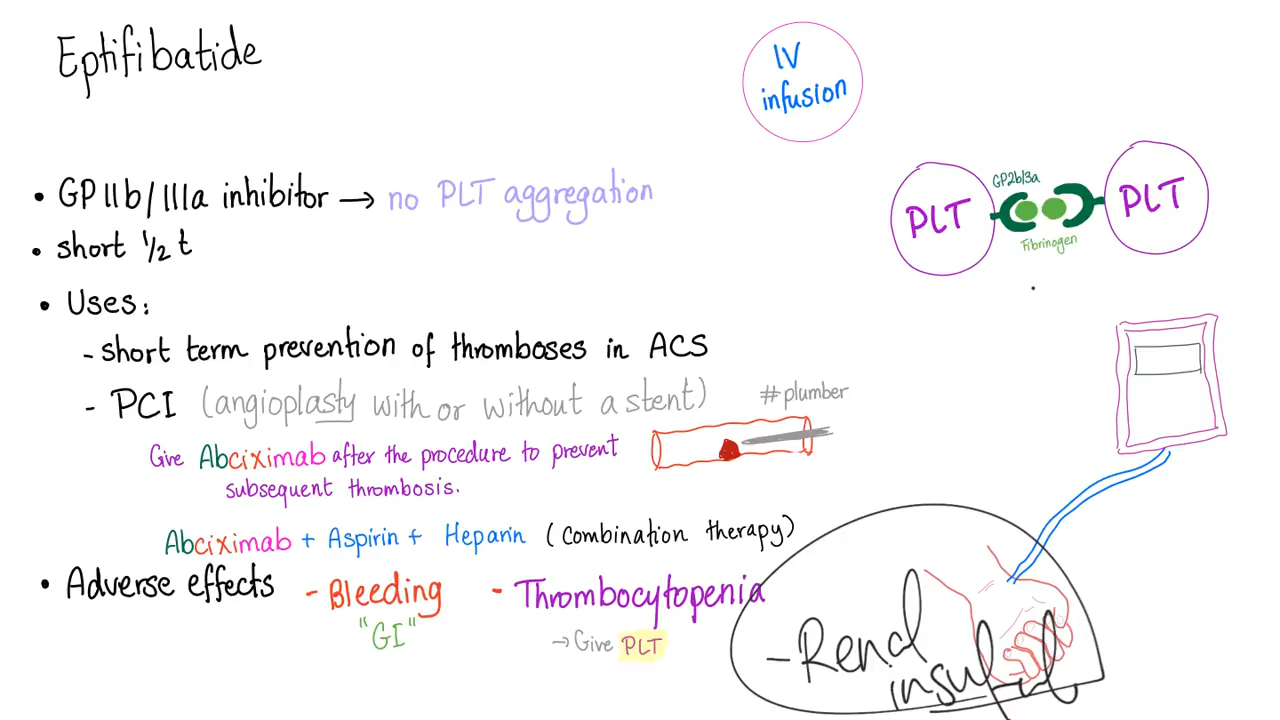 Eptifibatide
IV
infusion
• GP IIb/IIIa inhibitor → no PLT aggregation
PLT
GP2b/3a
Fibrinogen
PLT
• short 1/2 t
• Uses:
- short term prevention of thromboses in ACS
- PCI (angioplasty with or without a stent)
#plumber
Give Abciximab after the procedure to prevent
subsequent thrombosis.
Abciximab + Aspirin + Heparin (Combination therapy)
• Adverse effects - Bleeding - Thrombocytopenia
"GI"
→ Give PLT
- Renal